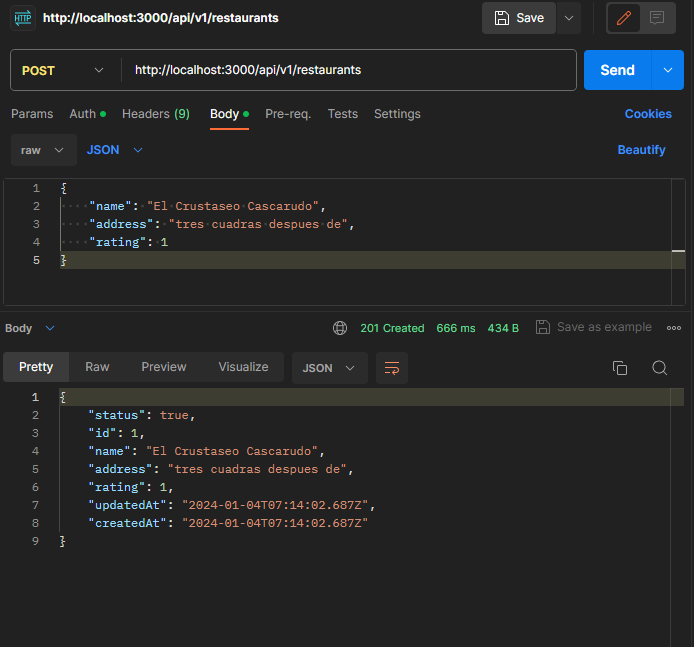 HTTP http://localhost:3000/api/v1/restaurants Save
POST http://localhost:3000/api/v1/restaurants Send
Params Auth Headers (9) Body Pre-req. Tests Settings Cookies
raw JSON Beautify
1 {
2 "name": "El Crustaseo Cascarudo",
3 "address": "tres cuadras despues de",
4 "rating": 1
5 }
Body 201 Created 666 ms 434 B Save as example
Pretty Raw Preview Visualize JSON
1 {
2 "status": true,
3 "id": 1,
4 "name": "El Crustaseo Cascarudo",
5 "address": "tres cuadras despues de",
6 "rating": 1,
7 "updatedAt": "2024-01-04T07:14:02.687Z",
8 "createdAt": "2024-01-04T07:14:02.687Z"
9 }